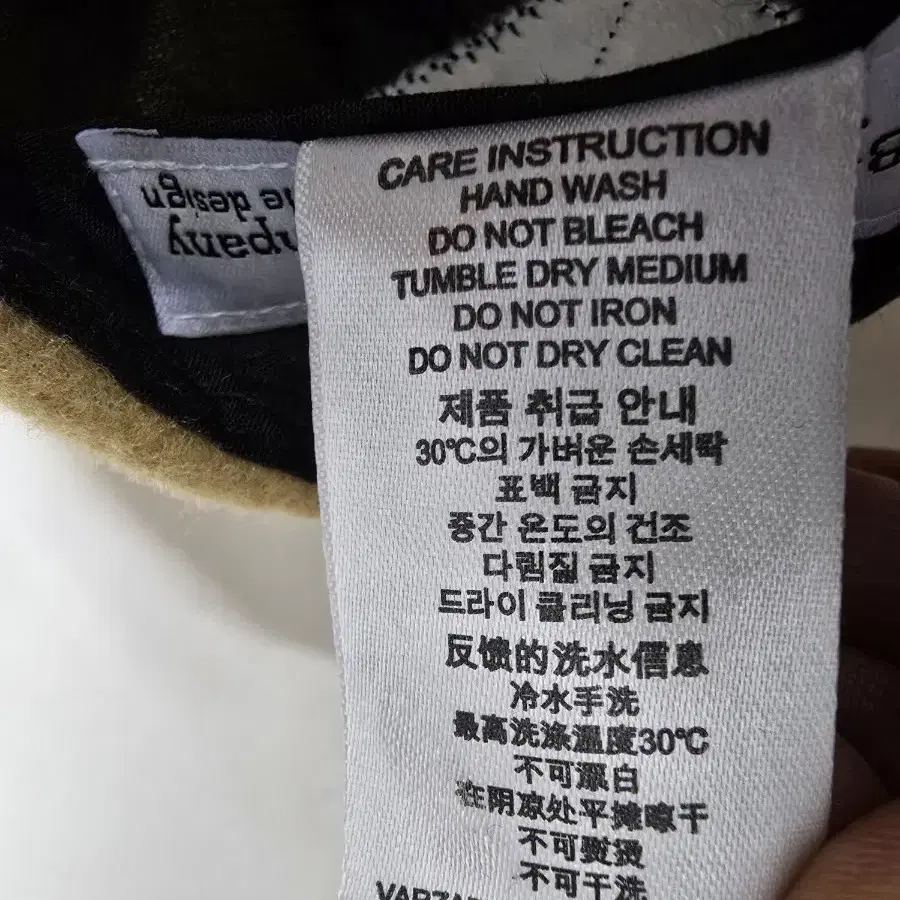 CARE INSTRUCTION
HAND WASH
DO NOT BLEACH
TUMBLE DRY MEDIUM
DO NOT IRON
DO NOT DRY CLEAN
제품 취급 안내
30℃의 가벼운 손세탁
표백 금지
중간 온도의 건조
다림질 금지
드라이 클리닝 금지
反馈的洗水信息
冷水手洗
最高洗涤温度30℃
不可漂白
在阴凉处平摊晾干
不可熨烫
不可干洗
design